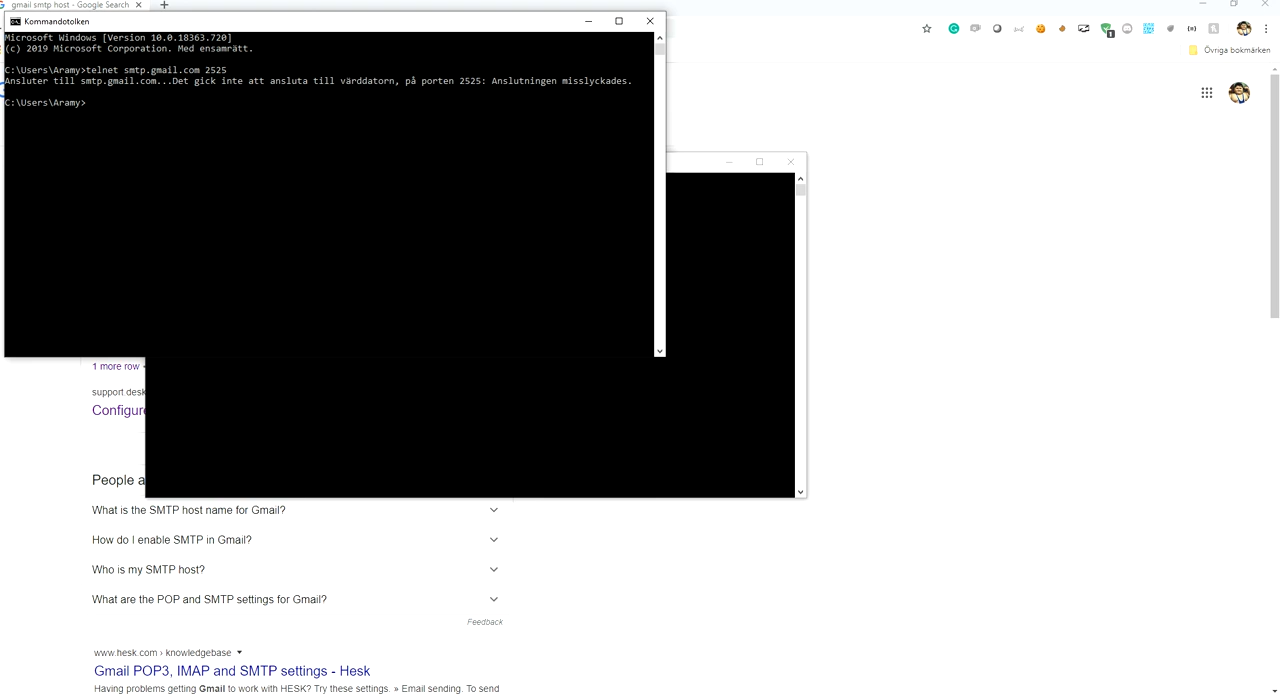 gmail smtp host - Google Search
Kommandotolken
Microsoft Windows [Version 10.0.18363.720]
(c) 2019 Microsoft Corporation. Med ensamrätt.
C:\Users\Aramy>telnet smtp.gmail.com 2525
Ansluter till smtp.gmail.com...Det gick inte att ansluta till värddatorn, på porten 2525: Anslutningen misslyckades.
C:\Users\Aramy>
Övriga bokmärken
1 more row
support desk
Configure
People a
What is the SMTP host name for Gmail?
How do I enable SMTP in Gmail?
Who is my SMTP host?
What are the POP and SMTP settings for Gmail?
Feedback
www.hesk.com › knowledgebase
Gmail POP3, IMAP and SMTP settings - Hesk
Having problems getting Gmail to work with HESK? Try these settings. » Email sending. To send